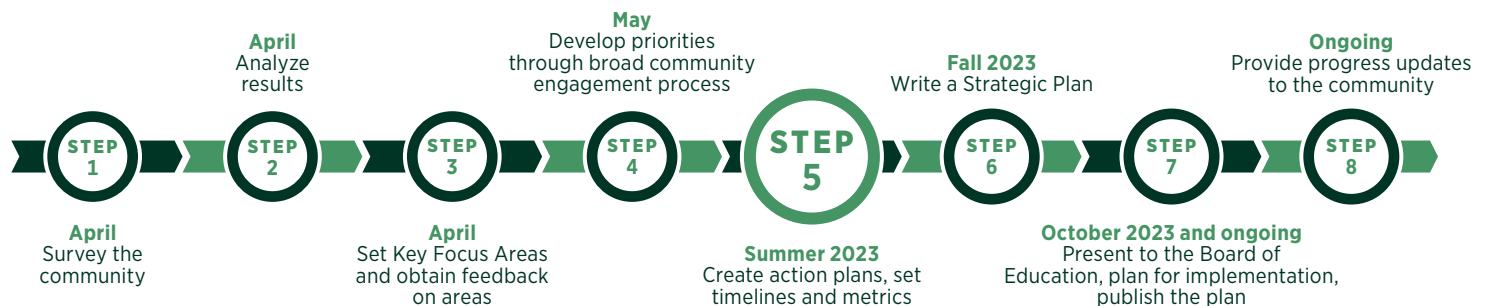 STEP
1
April
Survey the
community
April
Analyze
results
STEP
2
STEP
3
April
Set Key Focus Areas
and obtain feedback
on areas
May
Develop priorities
through broad community
engagement process
STEP
4
STEP
5
Summer 2023
Create action plans, set
timelines and metrics
Fall 2023
Write a Strategic Plan
STEP
6
STEP
7
October 2023 and ongoing
Present to the Board of
Education, plan for implementation,
publish the plan
Ongoing
Provide progress updates
to the community
STEP
8